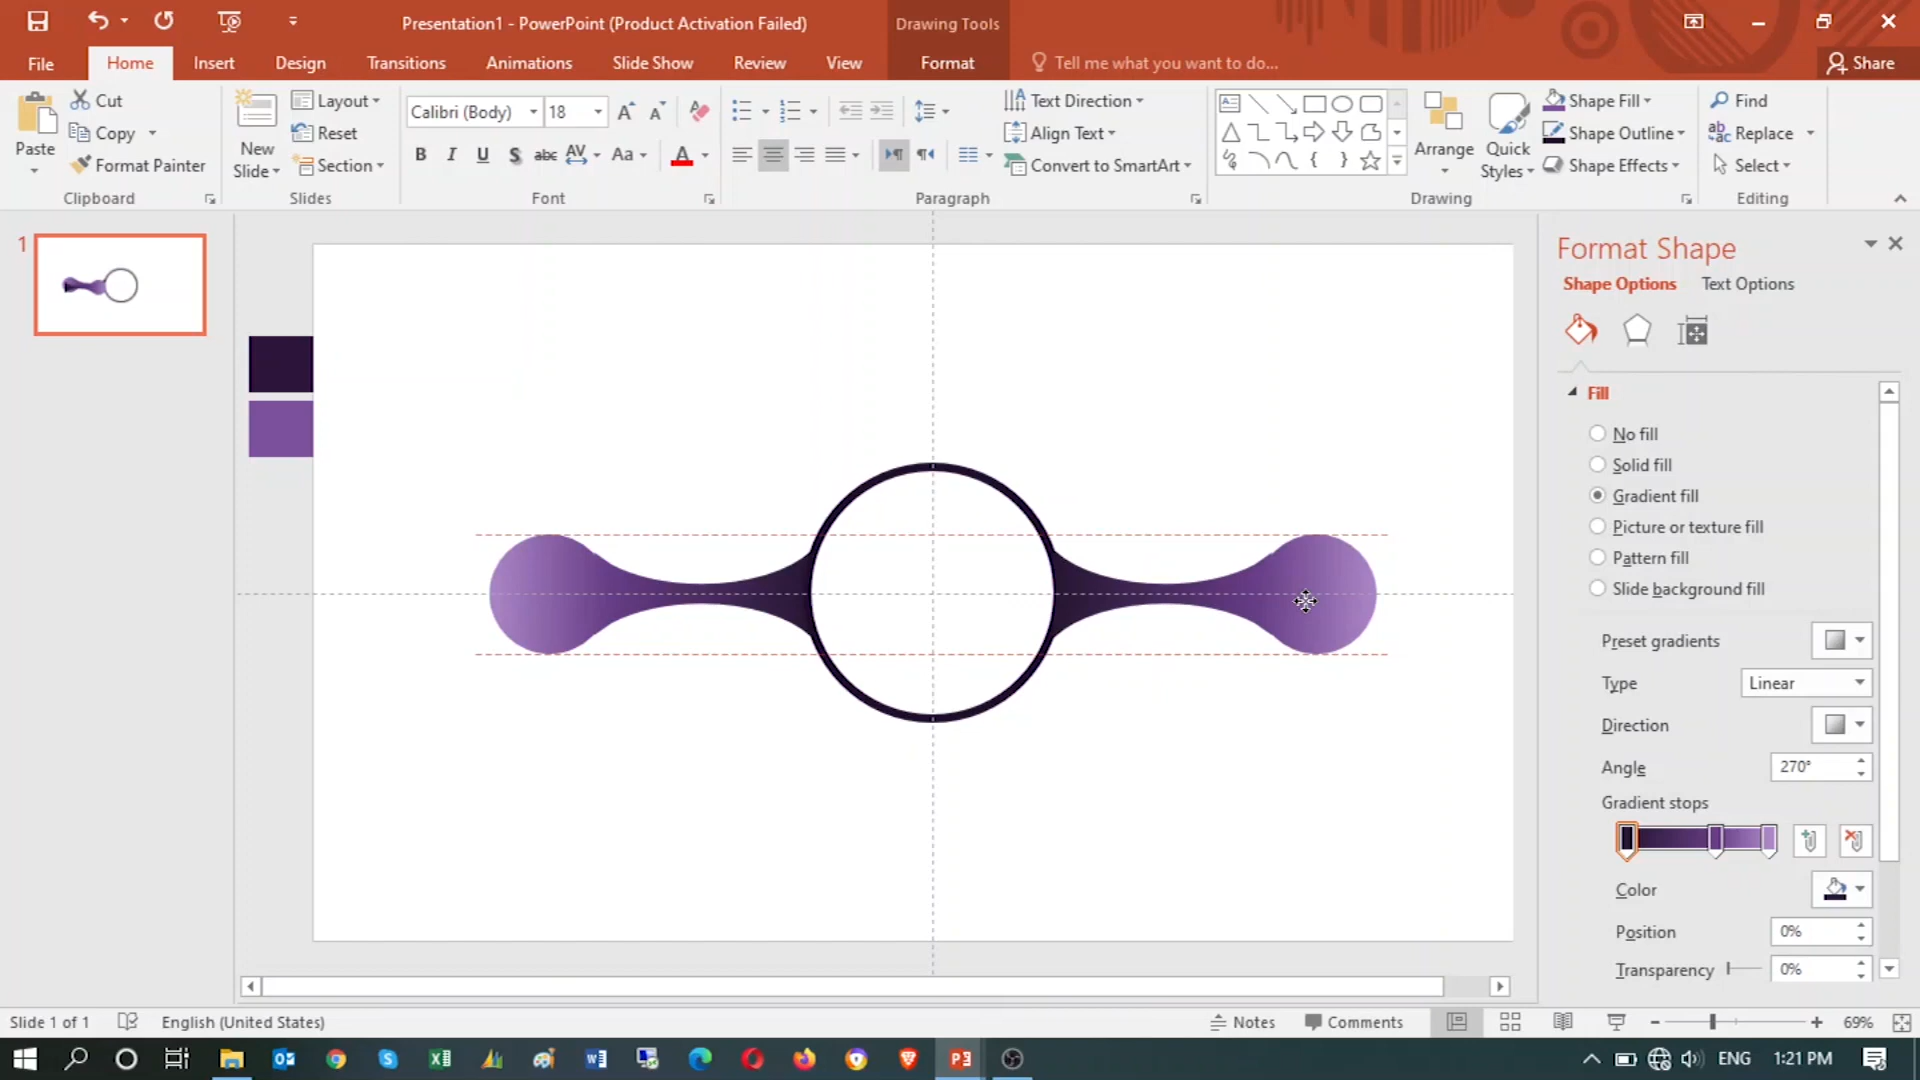 Presentation1 - PowerPoint (Product Activation Failed)
Drawing Tools
File Home Insert Design Transitions Animations Slide Show Review View Format Tell me what you want to do... Share
Paste
Cut
Copy
Format Painter
Clipboard
New Slide
Layout
Reset
Section
Slides
Calibri (Body) 18
B I U S abc AV Aa A
Font
Text Direction
Align Text
Convert to SmartArt
Paragraph
Arrange
Quick Styles
Shape Fill
Shape Outline
Shape Effects
Drawing
Find
Replace
Select
Editing
1
Format Shape
Shape Options Text Options
Fill
No fill
Solid fill
Gradient fill
Picture or texture fill
Pattern fill
Slide background fill
Preset gradients
Type Linear
Direction
Angle 270°
Gradient stops
Color
Position 0%
Transparency 0%
Slide 1 of 1 English (United States) Notes Comments 69%
ENG 1:21 PM